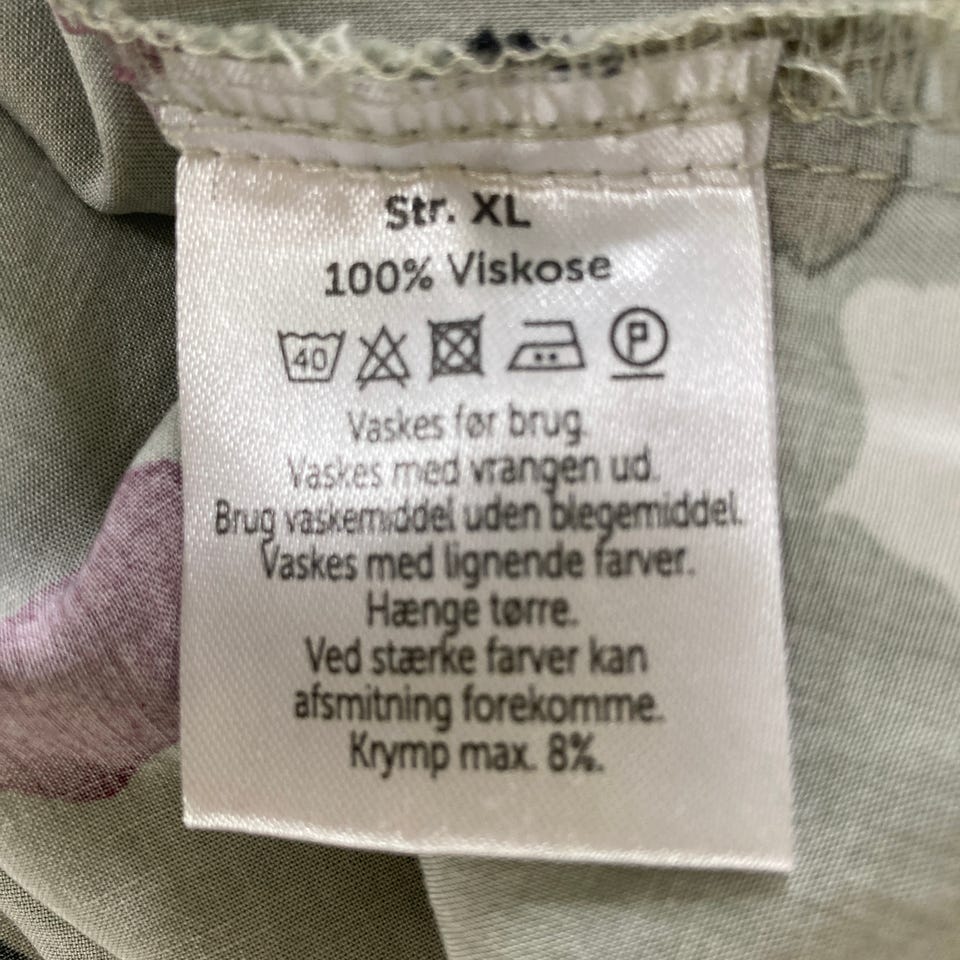 Str. XL
100% Viskose
40 P
Vaskes før brug.
Vaskes med vrangen ud.
Brug vaskemiddel uden blegemiddel.
Vaskes med lignende farver.
Hænge tørre.
Ved stærke farver kan
afsmitning forekomme.
Krymp max. 8%.